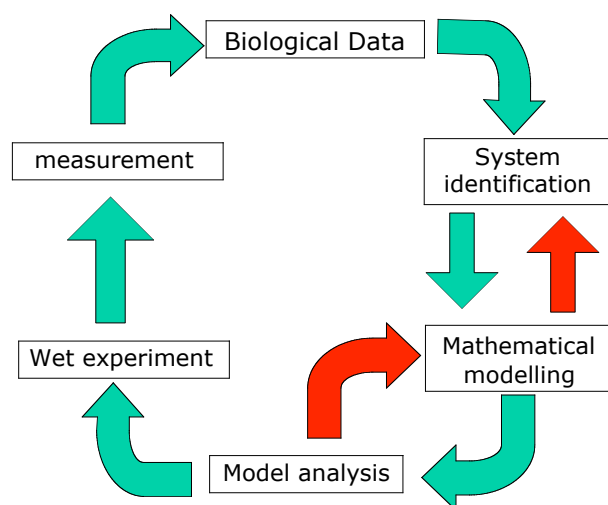 Biological Data
System
identification
Mathematical
modelling
Model analysis
Wet experiment
measurement